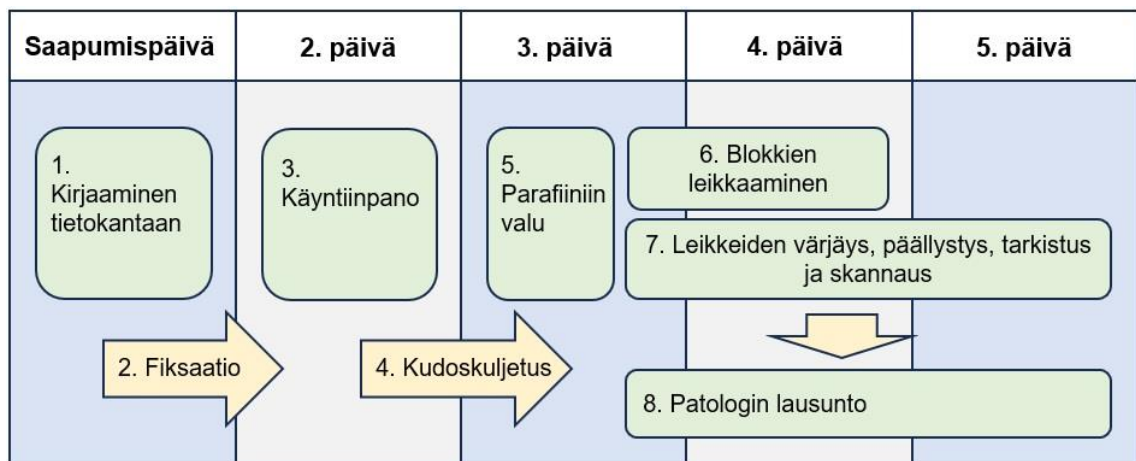 Saapumispäivä
2. päivä
3. päivä
4. päivä
5. päivä
1.
Kirjaaminen
tietokantaan
2. Fiksaatio
3.
Käyntiinpano
4. Kudoskuljetus
5.
Parafiiniin
valu
6. Blokkien
leikkaaminen
7. Leikkeiden värjäys, päällystys, tarkistus
ja skannaus
8. Patologin lausunto